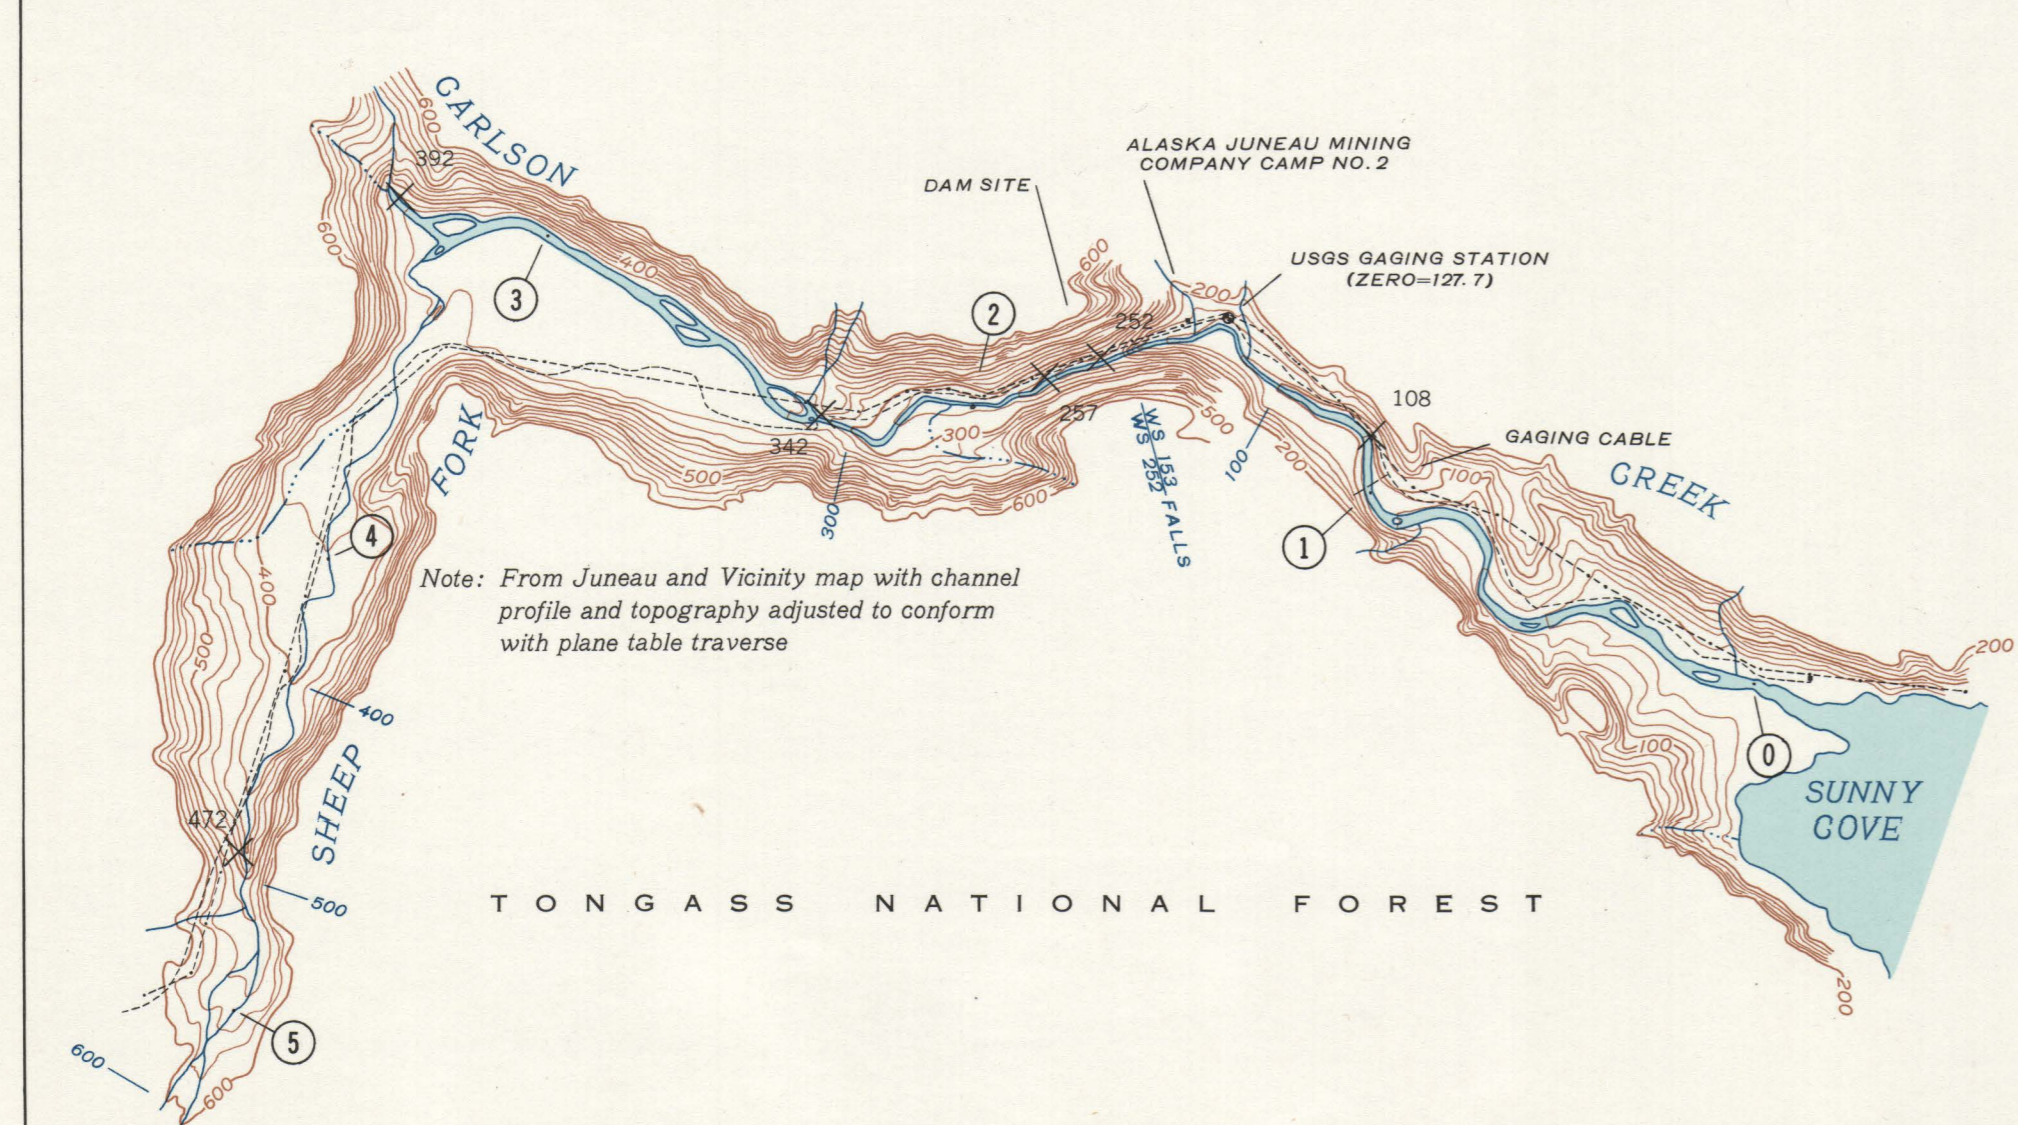 CARLSON
600
392
600
400
3
DAM SITE
ALASKA JUNEAU MINING
COMPANY CAMP NO. 2
USGS GAGING STATION
(ZERO=127.7)
600
200
2
252
257
WS 153
WS 252
FALLS
500
100
200
108
GAGING CABLE
100
CREEK
1
342
300
500
300
600
FORK
4
400
500
Note: From Juneau and Vicinity map with channel
profile and topography adjusted to conform
with plane table traverse
200
100
0
SUNNY
COVE
400
SHEEP
472
500
TONGASS NATIONAL FOREST
200
5
600
600